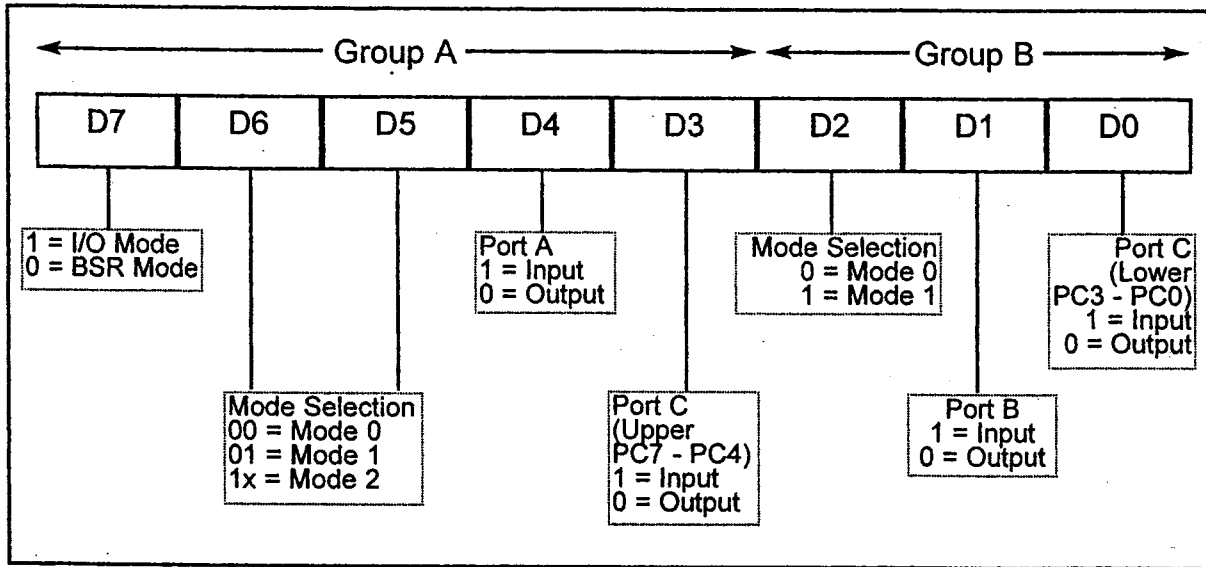 Group A
Group B
D7 D6 D5 D4 D3 D2 D1 D0
1 = I/O Mode
0 = BSR Mode
Mode Selection
00 = Mode 0
01 = Mode 1
1x = Mode 2
Port A
1 = Input
0 = Output
Port C
(Upper
PC7 - PC4)
1 = Input
0 = Output
Mode Selection
0 = Mode 0
1 = Mode 1
Port B
1 = Input
0 = Output
Port C
(Lower
PC3 - PC0)
1 = Input
0 = Output